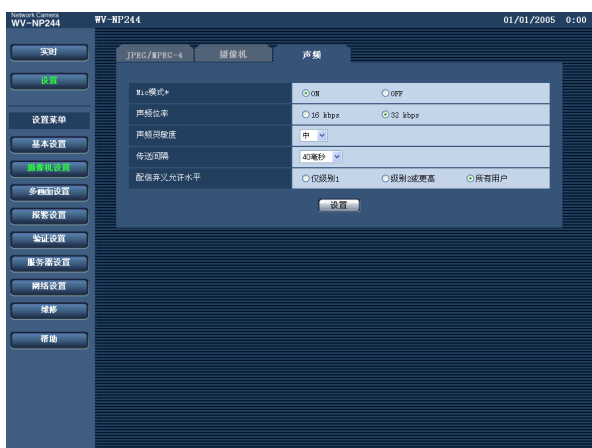 Network Camera
WV-NP244
WV-NP244 01/01/2005 0:00
实时
设置
设置菜单
基本设置
摄像机设置
多画面设置
报警设置
验证设置
服务器设置
网络设置
维修
帮助
JPEG/MPEG-4 摄像机 声频
Mic模式* ON OFF
声频位率 16 kbps 32 kbps
声频灵敏度 中
传送间隔 40毫秒
配信弃义允许水平 仅级别1 级别2或更高 所有用户
设置